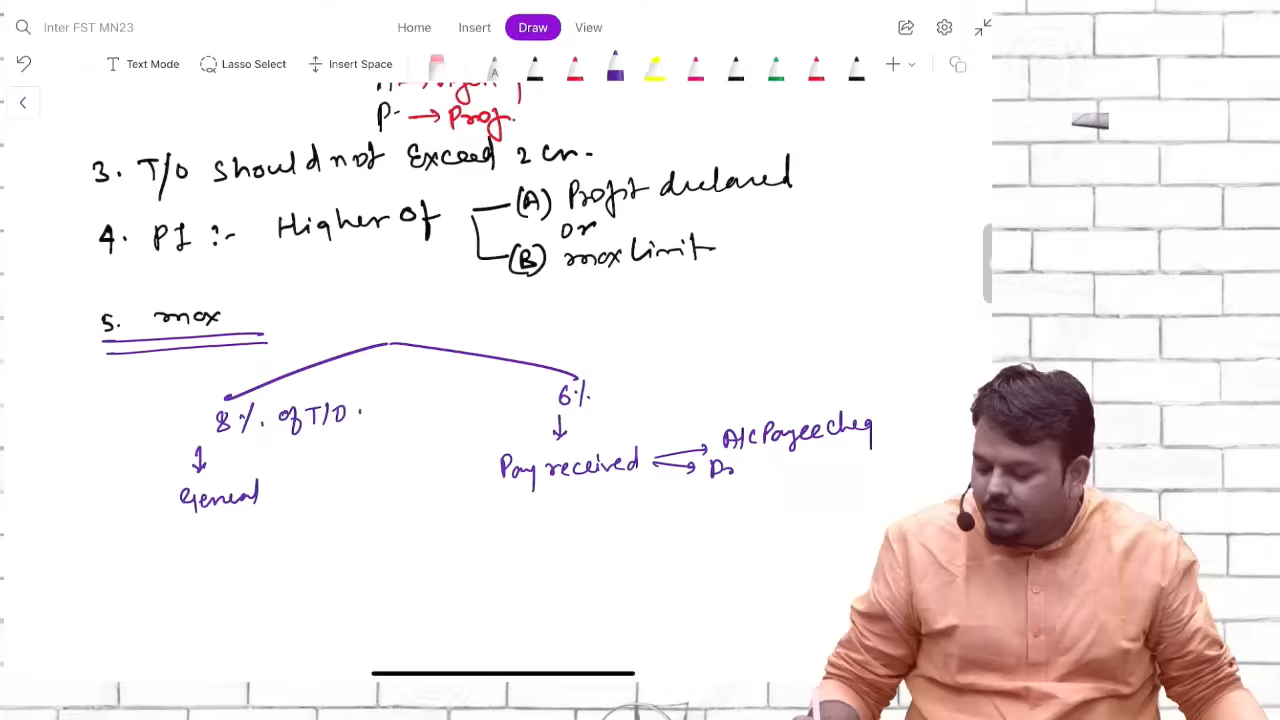 Inter FST MN23
Home Insert Draw View
Text Mode Lasso Select Insert Space
P- → Prof.
3. T/O should not Exceed 2 cr.
4. PI :- Higher of (A) Profit declared
or
(B) max limit
5. max
8%. of T/O. 6%.
↓ ↓
General Pay received → A/C Payee Cheq
→ Dr